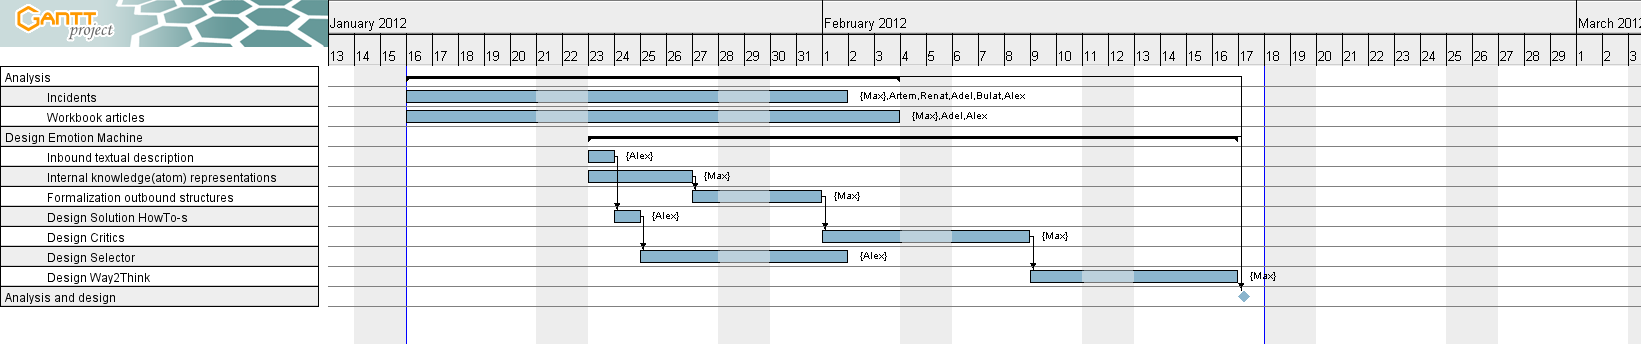 GANTT
project
January 2012 February 2012 March 2012
13 14 15 16 17 18 19 20 21 22 23 24 25 26 27 28 29 30 31 1 2 3 4 5 6 7 8 9 10 11 12 13 14 15 16 17 18 20 21 22 23 24 25 26 27 28 29 1 2 3
Analysis
Incidents {Max},Artem,Renat,Adel,Bulat,Alex
Workbook articles {Max},Adel,Alex
Design Emotion Machine
Inbound textual description {Alex}
Internal knowledge(atom) representations {Max}
Formalization outbound structures {Max}
Design Solution HowTo-s {Alex}
Design Critics {Max}
Design Selector {Alex}
Design Way2Think {Max}
Analysis and design